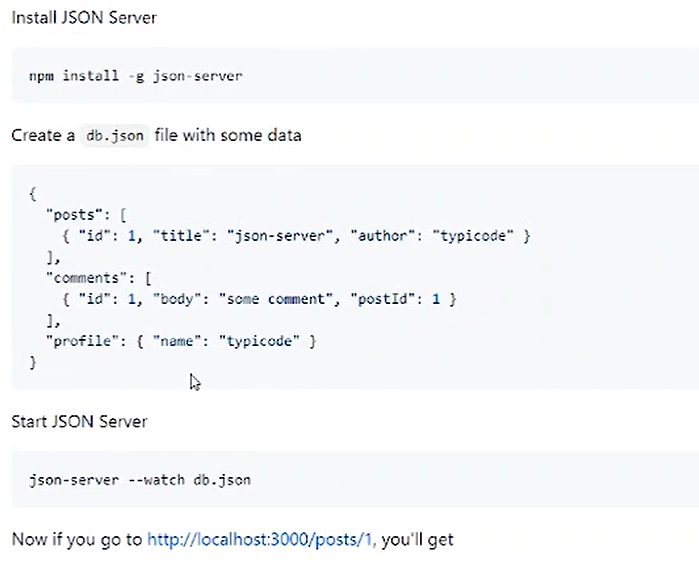 Install JSON Server
npm install -g json-server
Create a db.json file with some data
{
"posts": [
{ "id": 1, "title": "json-server", "author": "typicode" }
],
"comments": [
{ "id": 1, "body": "some comment", "postId": 1 }
],
"profile": { "name": "typicode" }
}
Start JSON Server
json-server --watch db.json
Now if you go to http://localhost:3000/posts/1, you'll get